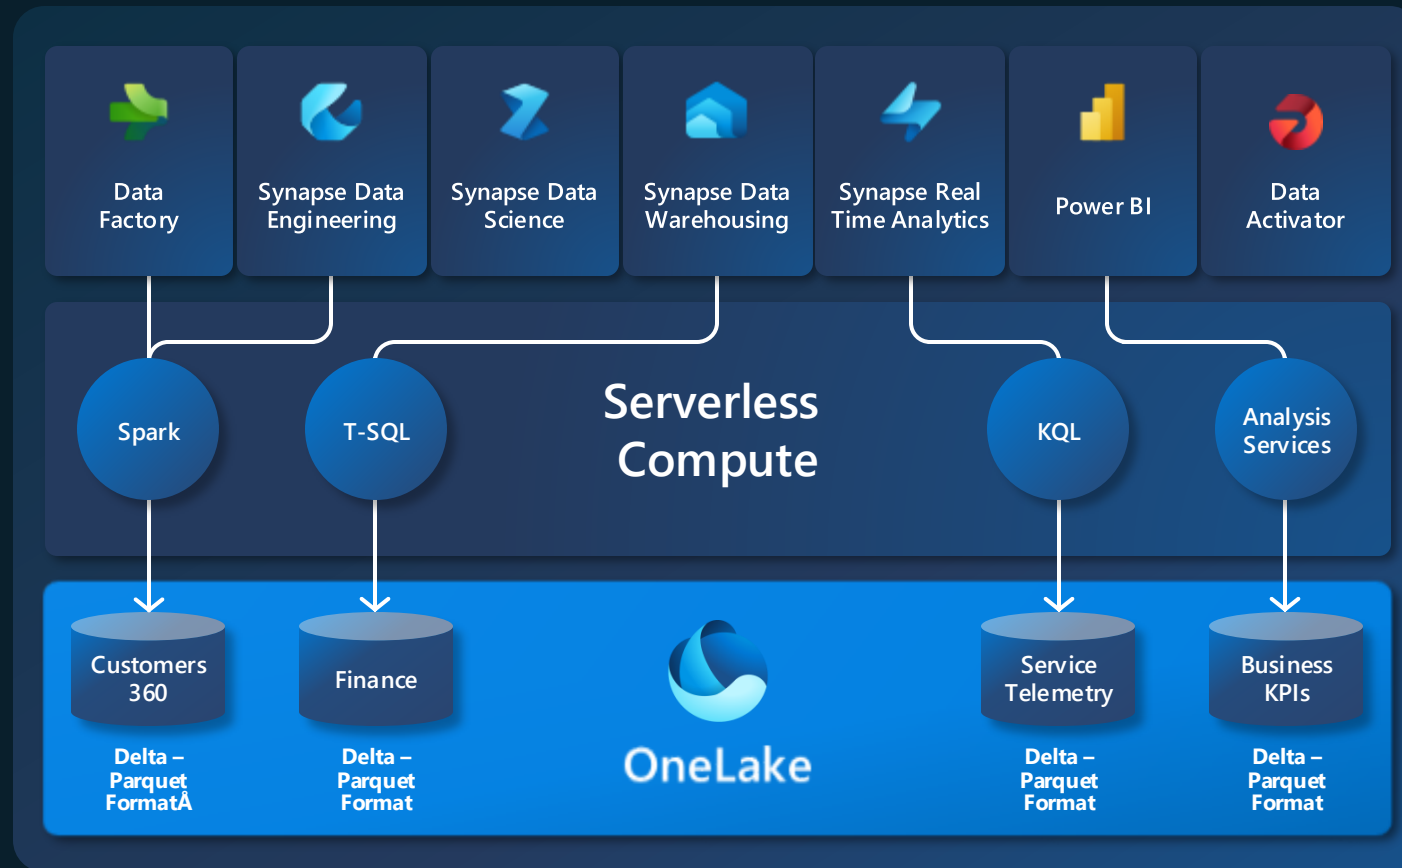 Data
Factory
Synapse Data
Engineering
Synapse Data
Science
Synapse Data
Warehousing
Synapse Real
Time Analytics
Power BI
Data
Activator
Spark
T-SQL
Serverless
Compute
KQL
Analysis
Services
Customers
360
Finance
Service
Telemetry
Business
KPIs
Delta –
Parquet
FormatÅ
Delta –
Parquet
Format
OneLake
Delta –
Parquet
Format
Delta –
Parquet
Format